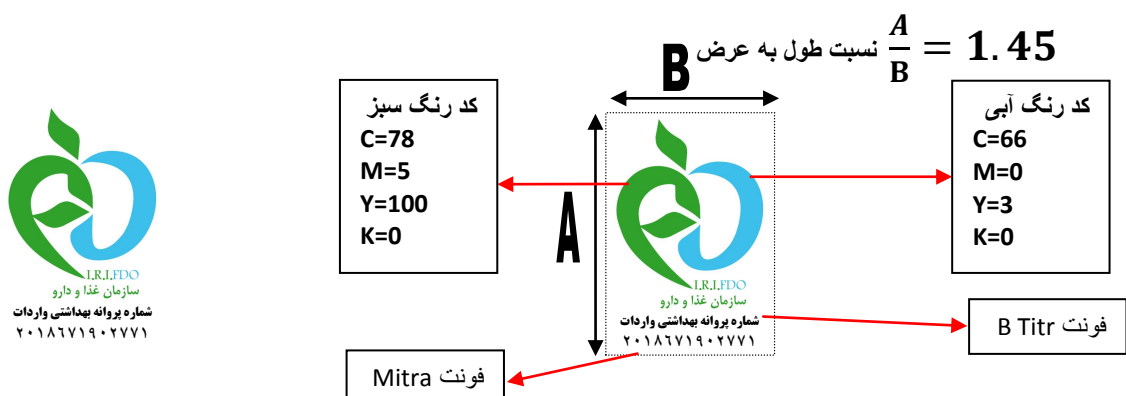 نسبت طول به عرض A/B = 1.45
B
کد رنگ سبز
C=78
M=5
Y=100
K=0
A
کد رنگ آبی
C=66
M=0
Y=3
K=0
I.R.I.FDO
سازمان غذا و دارو
شماره پروانه بهداشتی واردات
۲۰۱۸۶۷۱۹۰۲۷۷۱
I.R.I.FDO
سازمان غذا و دارو
شماره پروانه بهداشتی واردات
۲۰۱۸۶۷۱۹۰۲۷۷۱
فونت B Titr
فونت Mitra